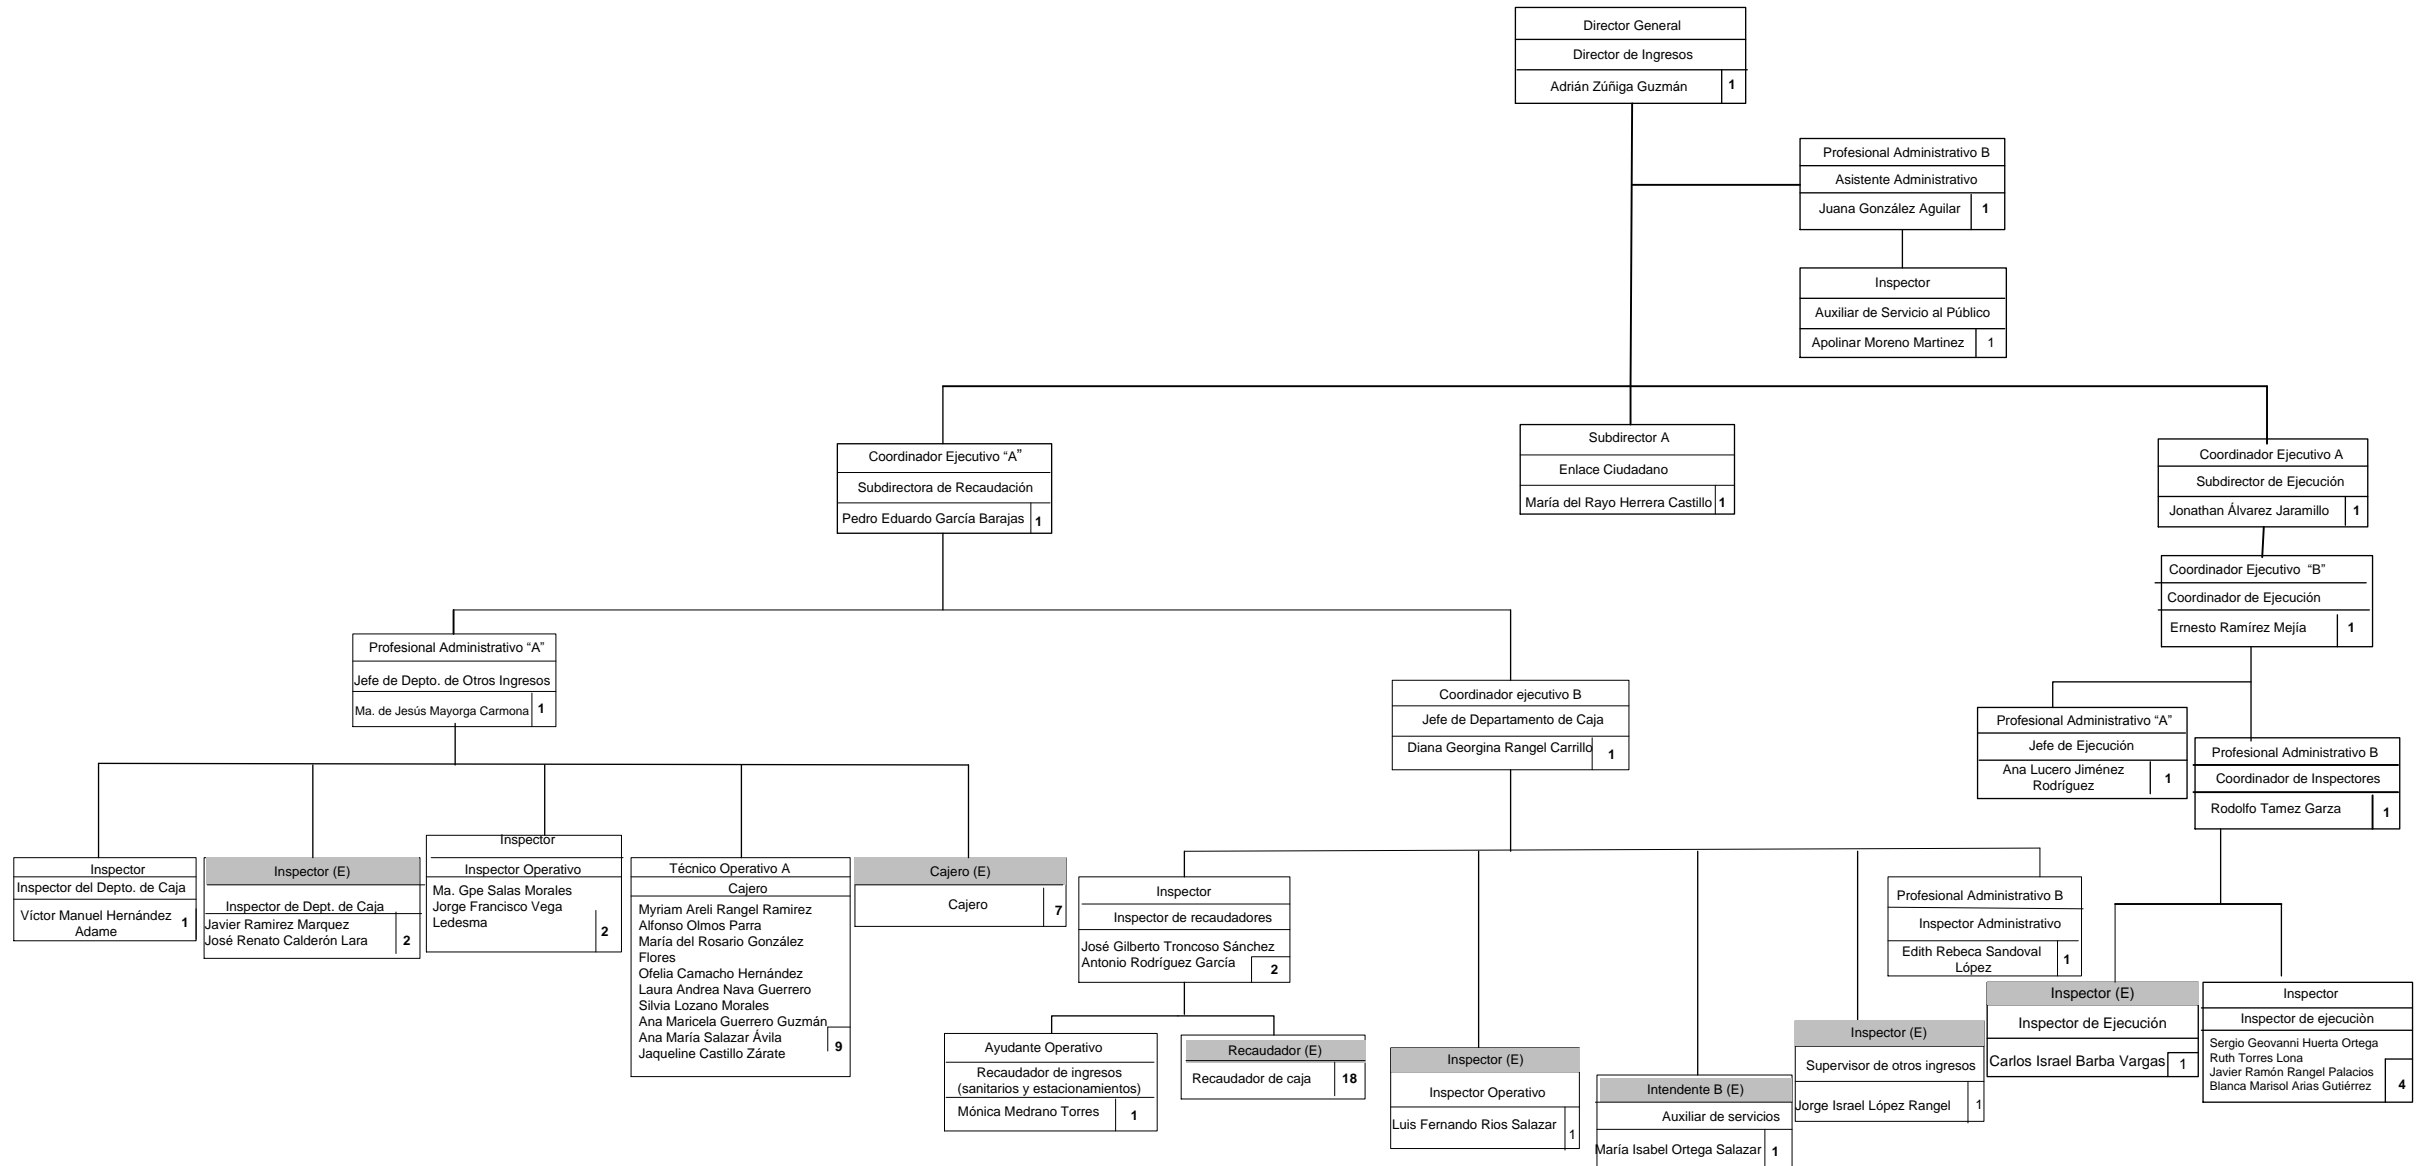 Director General
Director de Ingresos
Adrián Zúñiga Guzmán 1
Profesional Administrativo B
Asistente Administrativo
Juana González Aguilar 1
Inspector
Auxiliar de Servicio al Público
Apolinar Moreno Martinez 1
Coordinador Ejecutivo “A”
Subdirectora de Recaudación
Pedro Eduardo García Barajas 1
Subdirector A
Enlace Ciudadano
María del Rayo Herrera Castillo 1
Coordinador Ejecutivo A
Subdirector de Ejecución
Jonathan Álvarez Jaramillo 1
Coordinador Ejecutivo “B”
Coordinador de Ejecución
Ernesto Ramírez Mejía 1
Profesional Administrativo “A”
Jefe de Depto. de Otros Ingresos
Ma. de Jesús Mayorga Carmona 1
Coordinador ejecutivo B
Jefe de Departamento de Caja
Diana Georgina Rangel Carrillo 1
Profesional Administrativo “A”
Jefe de Ejecución
Ana Lucero Jiménez
Rodríguez 1
Profesional Administrativo B
Coordinador de Inspectores
Rodolfo Tamez Garza 1
Inspector
Inspector del Depto. de Caja
Víctor Manuel Hernández
Adame 1
Inspector (E)
Inspector de Dept. de Caja
Javier Ramirez Marquez
José Renato Calderón Lara 2
Inspector
Inspector Operativo
Ma. Gpe Salas Morales
Jorge Francisco Vega
Ledesma 2
Técnico Operativo A
Cajero
Myriam Areli Rangel Ramirez
Alfonso Olmos Parra
María del Rosario González
Flores
Ofelia Camacho Hernández
Laura Andrea Nava Guerrero
Silvia Lozano Morales
Ana Maricela Guerrero Guzmán
Ana María Salazar Ávila
Jaqueline Castillo Zárate 9
Cajero (E)
Cajero 7
Inspector
Inspector de recaudadores
José Gilberto Troncoso Sánchez
Antonio Rodríguez García 2
Ayudante Operativo
Recaudador de ingresos
(sanitarios y estacionamientos)
Mónica Medrano Torres 1
Recaudador (E)
Recaudador de caja 18
Inspector (E)
Inspector Operativo
Luis Fernando Rios Salazar 1
Intendente B (E)
Auxiliar de servicios
María Isabel Ortega Salazar 1
Inspector (E)
Supervisor de otros ingresos
Jorge Israel López Rangel 1
Profesional Administrativo B
Inspector Administrativo
Edith Rebeca Sandoval
López 1
Inspector (E)
Inspector de Ejecución
Carlos Israel Barba Vargas 1
Inspector
Inspector de ejecuciòn
Sergio Geovanni Huerta Ortega
Ruth Torres Lona
Javier Ramón Rangel Palacios
Blanca Marisol Arias Gutiérrez 4